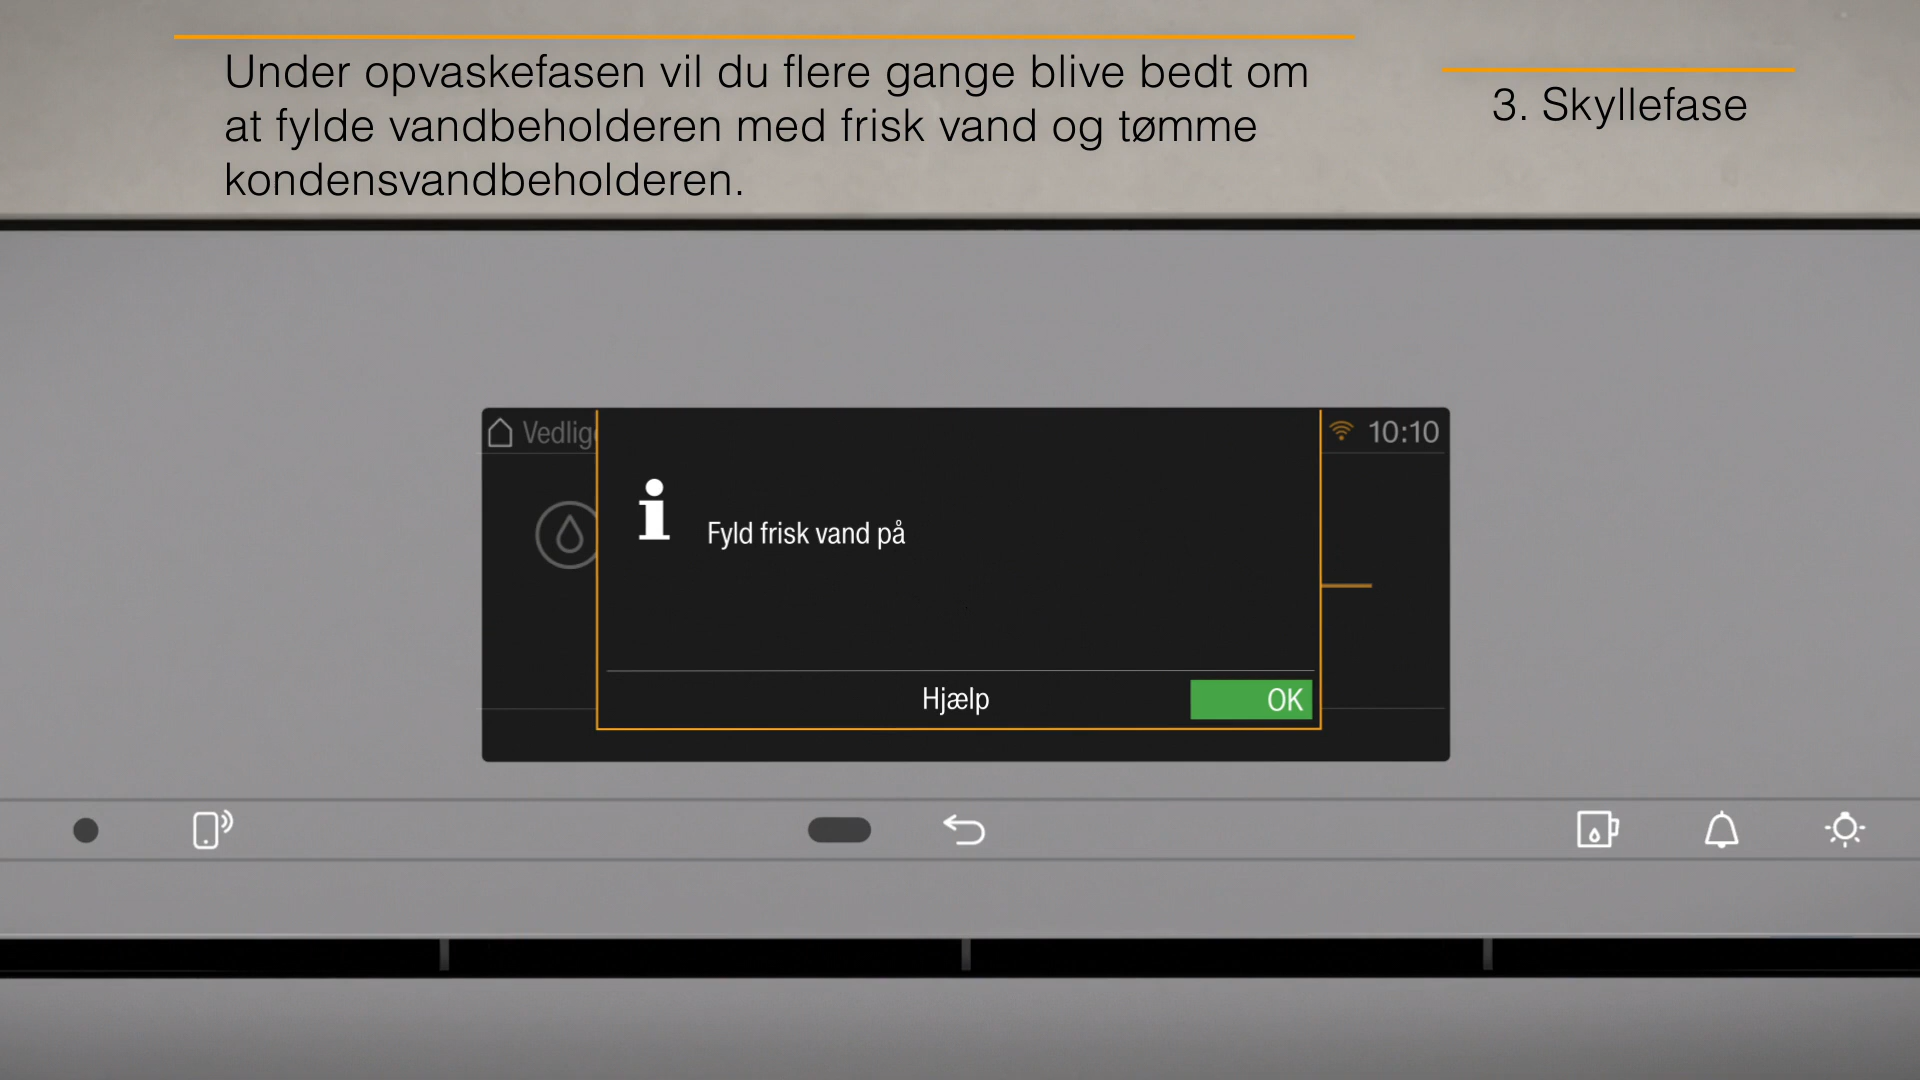 Under opvaskefasen vil du flere gange blive bedt om
at fylde vandbeholderen med frisk vand og tømme
kondensvandbeholderen.
3. Skyllefase
10:10
Fyld frisk vand på
Hjælp
OK